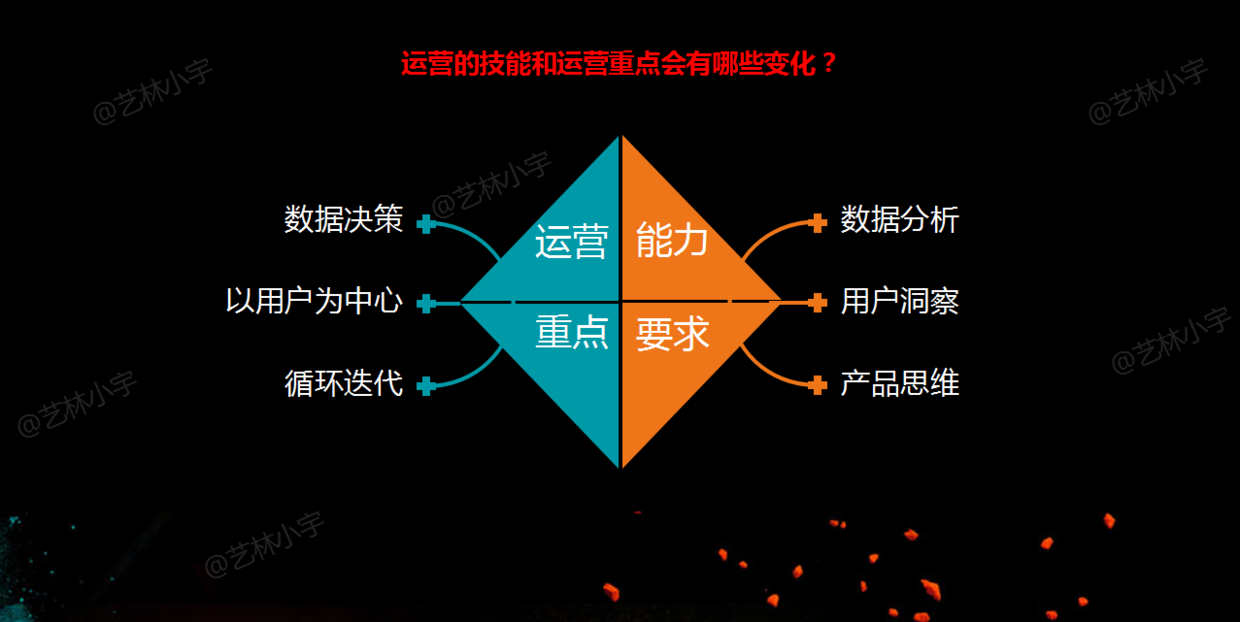 运营的技能和运营重点会有哪些变化？
@艺林小宇
@艺林小宇
@艺林小宇
数据决策
运营
能力
数据分析
以用户为中心
用户洞察
重点
要求
@艺林小宇
循环迭代
产品思维
@艺林小宇
@艺林小宇